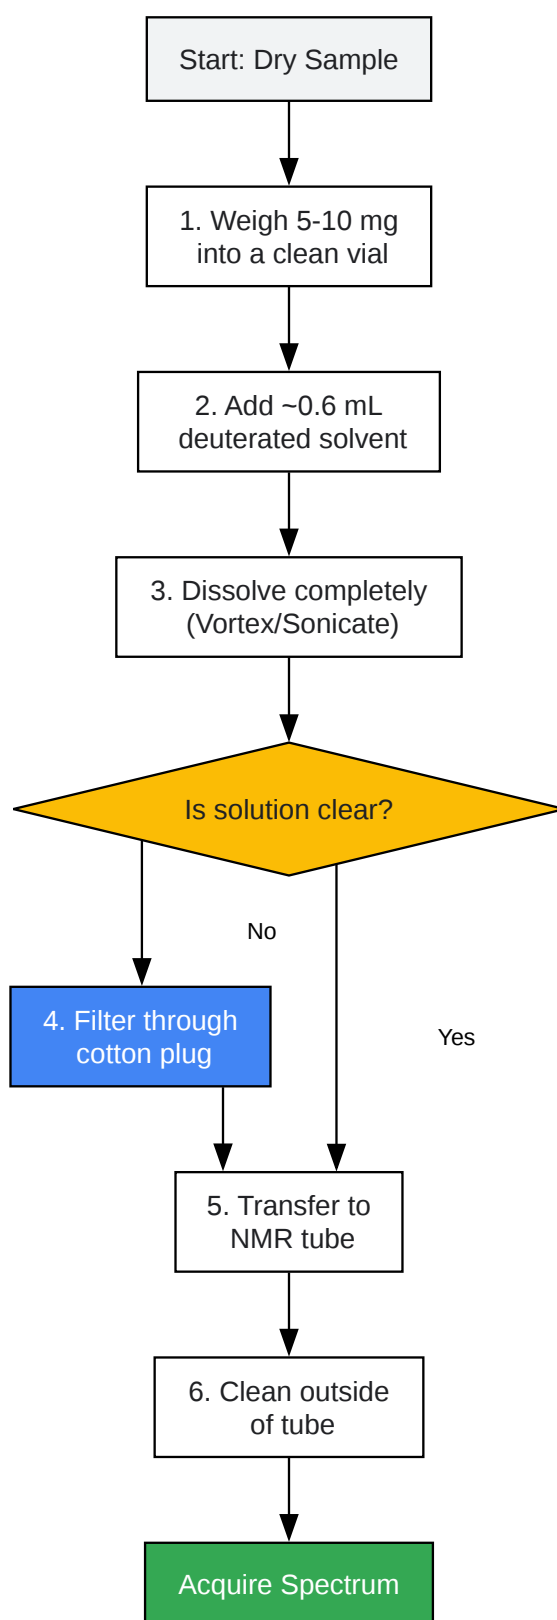 Start: Dry Sample
1. Weigh 5-10 mg
into a clean vial
2. Add ~0.6 mL
deuterated solvent
3. Dissolve completely
(Vortex/Sonicate)
Is solution clear?
No
4. Filter through
cotton plug
Yes
5. Transfer to
NMR tube
6. Clean outside
of tube
Acquire Spectrum